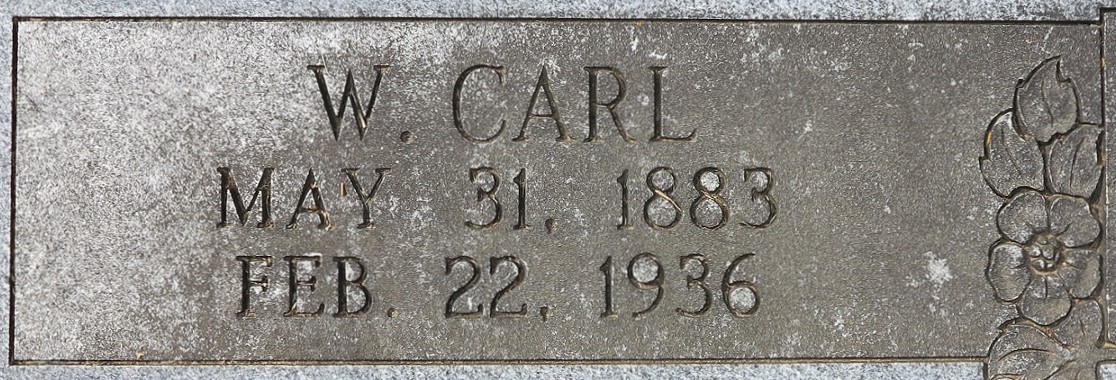 W. CARL
MAY 31, 1883
FEB. 22, 1936